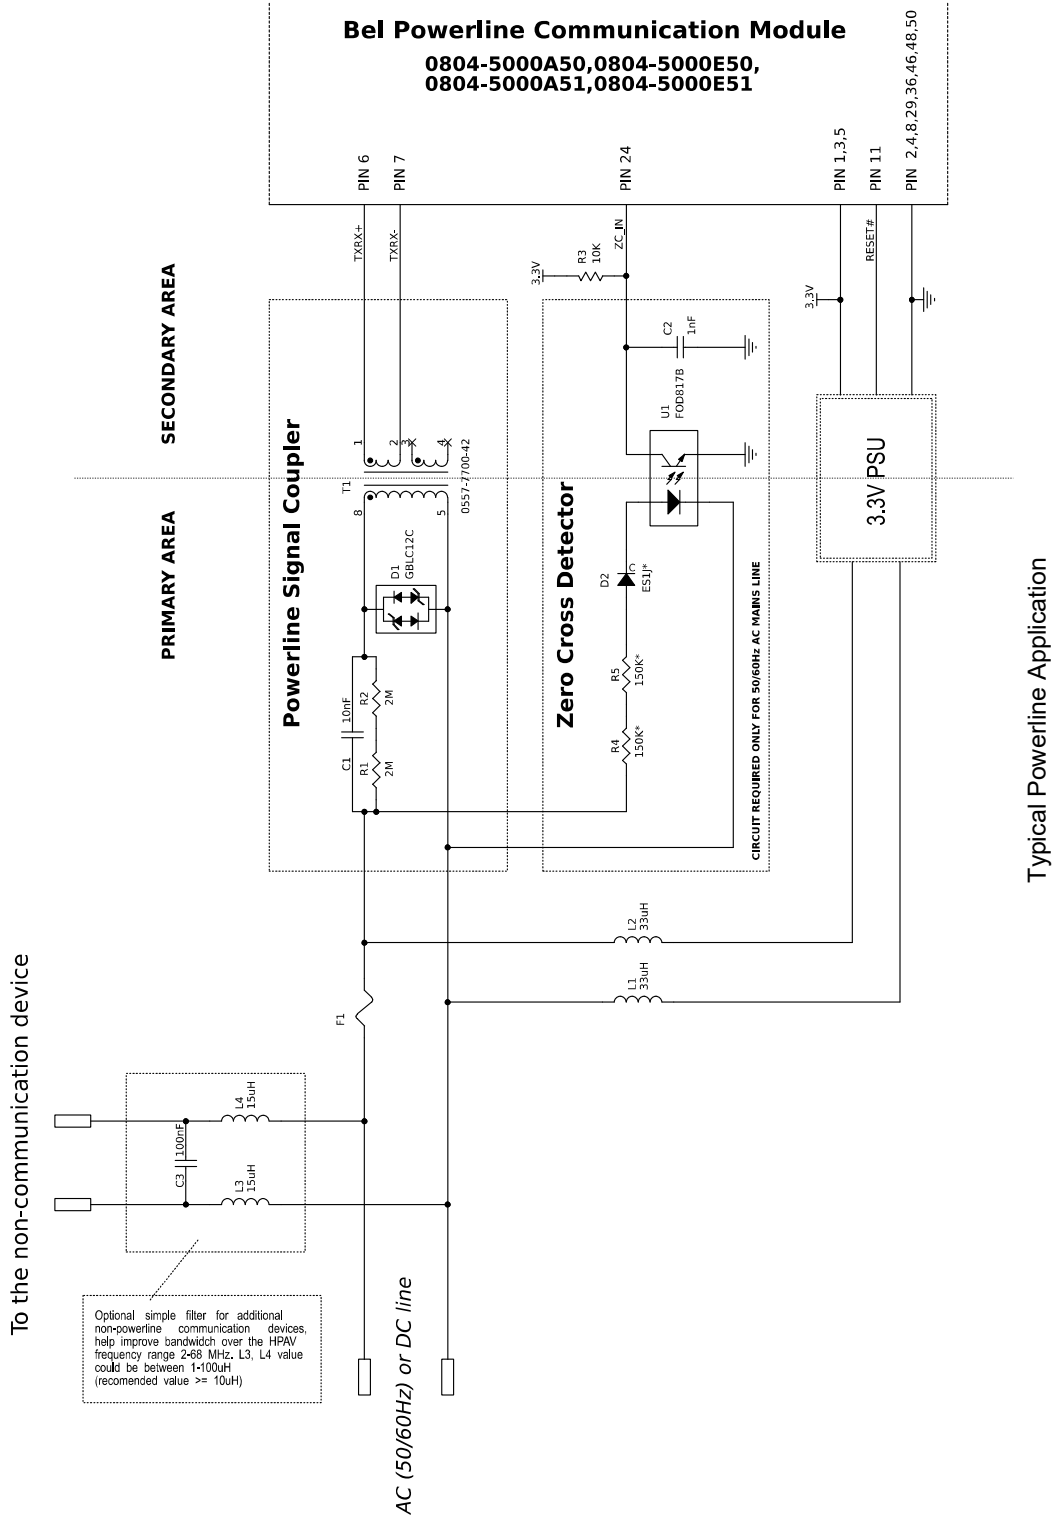 Bel Powerline Communication Module
0804-5000A50,0804-5000E50,
0804-5000A51,0804-5000E51
PIN 6
PIN 7
PIN 24
PIN 1,3,5
PIN 11
PIN 2,4,8,29,36,46,48,50
TXRX+
TXRX-
ZC_IN
RESET#
R3
10K
3.3V
3.3V
SECONDARY AREA
PRIMARY AREA
Powerline Signal Coupler
1
2
3
4
T1
8
5
0557-7700-42
D1
GBLC12C
10nF
C1
R2
2M
R1
2M
Zero Cross Detector
C2
1nF
U1
FOD817B
D2
C
ES1J*
R5
150K*
R4
150K*
CIRCUIT REQUIRED ONLY FOR 50/60Hz AC MAINS LINE
3.3V PSU
L2
33uH
L1
33uH
F1
To the non-communication device
L4
15uH
100nF
C3
L3
15uH
Optional simple filter for additional
non-powerline communication devices,
help improve bandwidch over the HPAV
frequency range 2-68 MHz. L3, L4 value
could be between 1-100uH
(recomended value >= 10uH)
AC (50/60Hz) or DC line
Typical Powerline Application